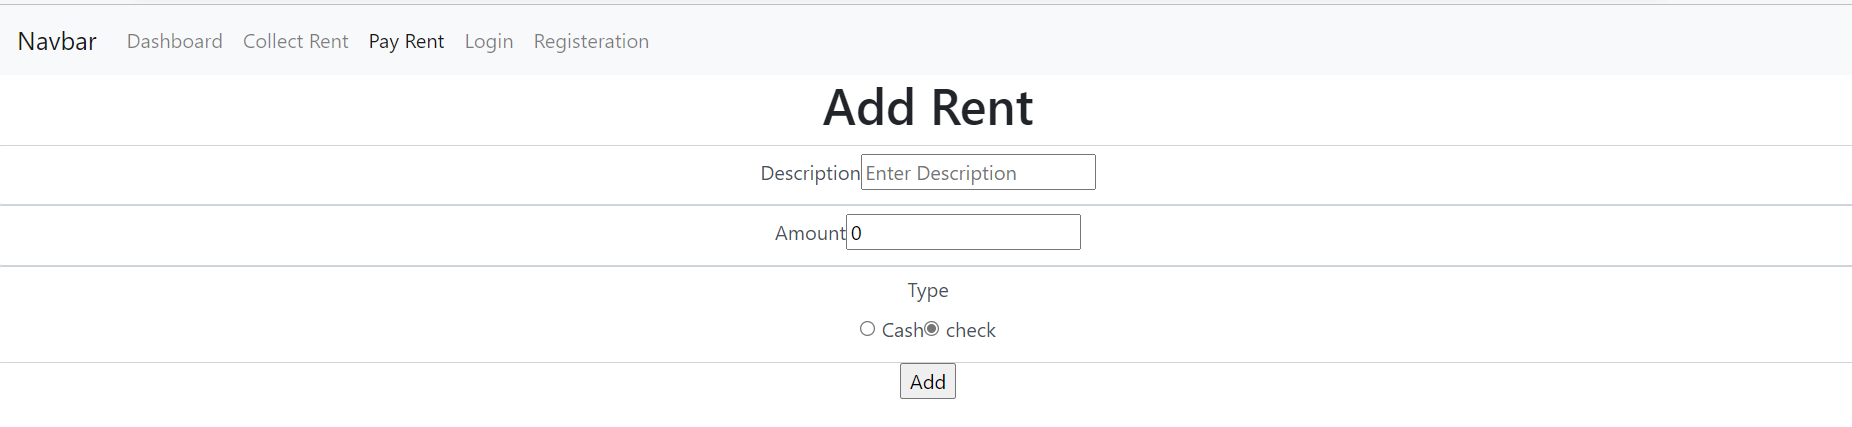 Navbar Dashboard Collect Rent Pay Rent Login Registeration
Add Rent
Description Enter Description
Amount 0
Type
Cash check
Add